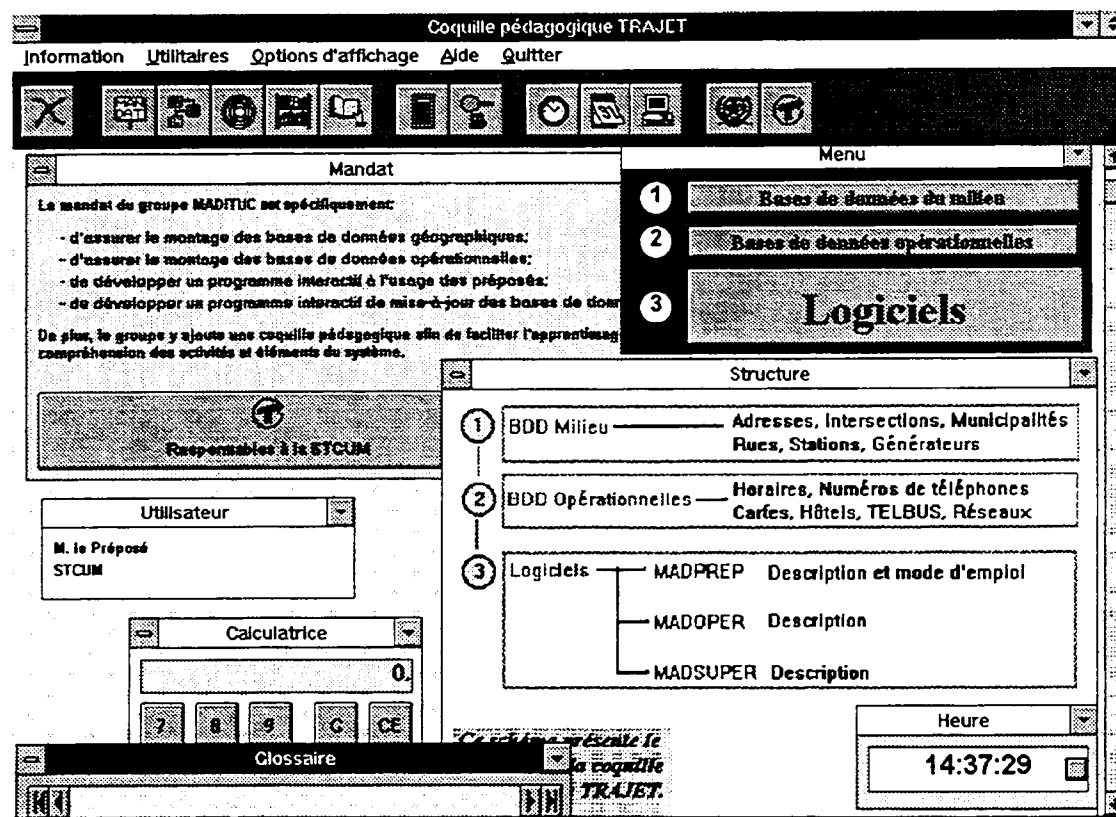 Coquille pédagogique TRAJET
Information Utilitaires Options d'affichage Aide Quitter
Mandat
Le mandat du groupe MADITUC est spécifiquement:
- d'assurer le montage des bases de données géographiques;
- d'assurer le montage des bases de données opérationnelles;
- de développer un programme interactif à l'usage des préposés;
- de développer un programme interactif de mise-à-jour des bases de
De plus, le groupe y ajoute une coquille pédagogique afin de faciliter
compréhension des activités et éléments du système.
Responsables à la STCUM
Menu
1 Bases de données du milieu
2 Bases de données opérationnelles
3 Logiciels
Structure
1 BDD Milieu Adresses, Intersections, Municipalités
Rues, Stations, Générateurs
2 BDD Opérationnelles Horaires, Numéros de téléphones
Cartes, Hôtels, TELBUS, Réseaux
3 Logiciels MADPREP Description et mode d'emploi
MADOPER Description
MADSUPER Description
Utilisateur
M. le Préposé
STCUM
Calculatrice
0.
7 8 9 C CE
Ce schéma présente le
la coquille
TRAJET.
Glossaire
Heure
14:37:29